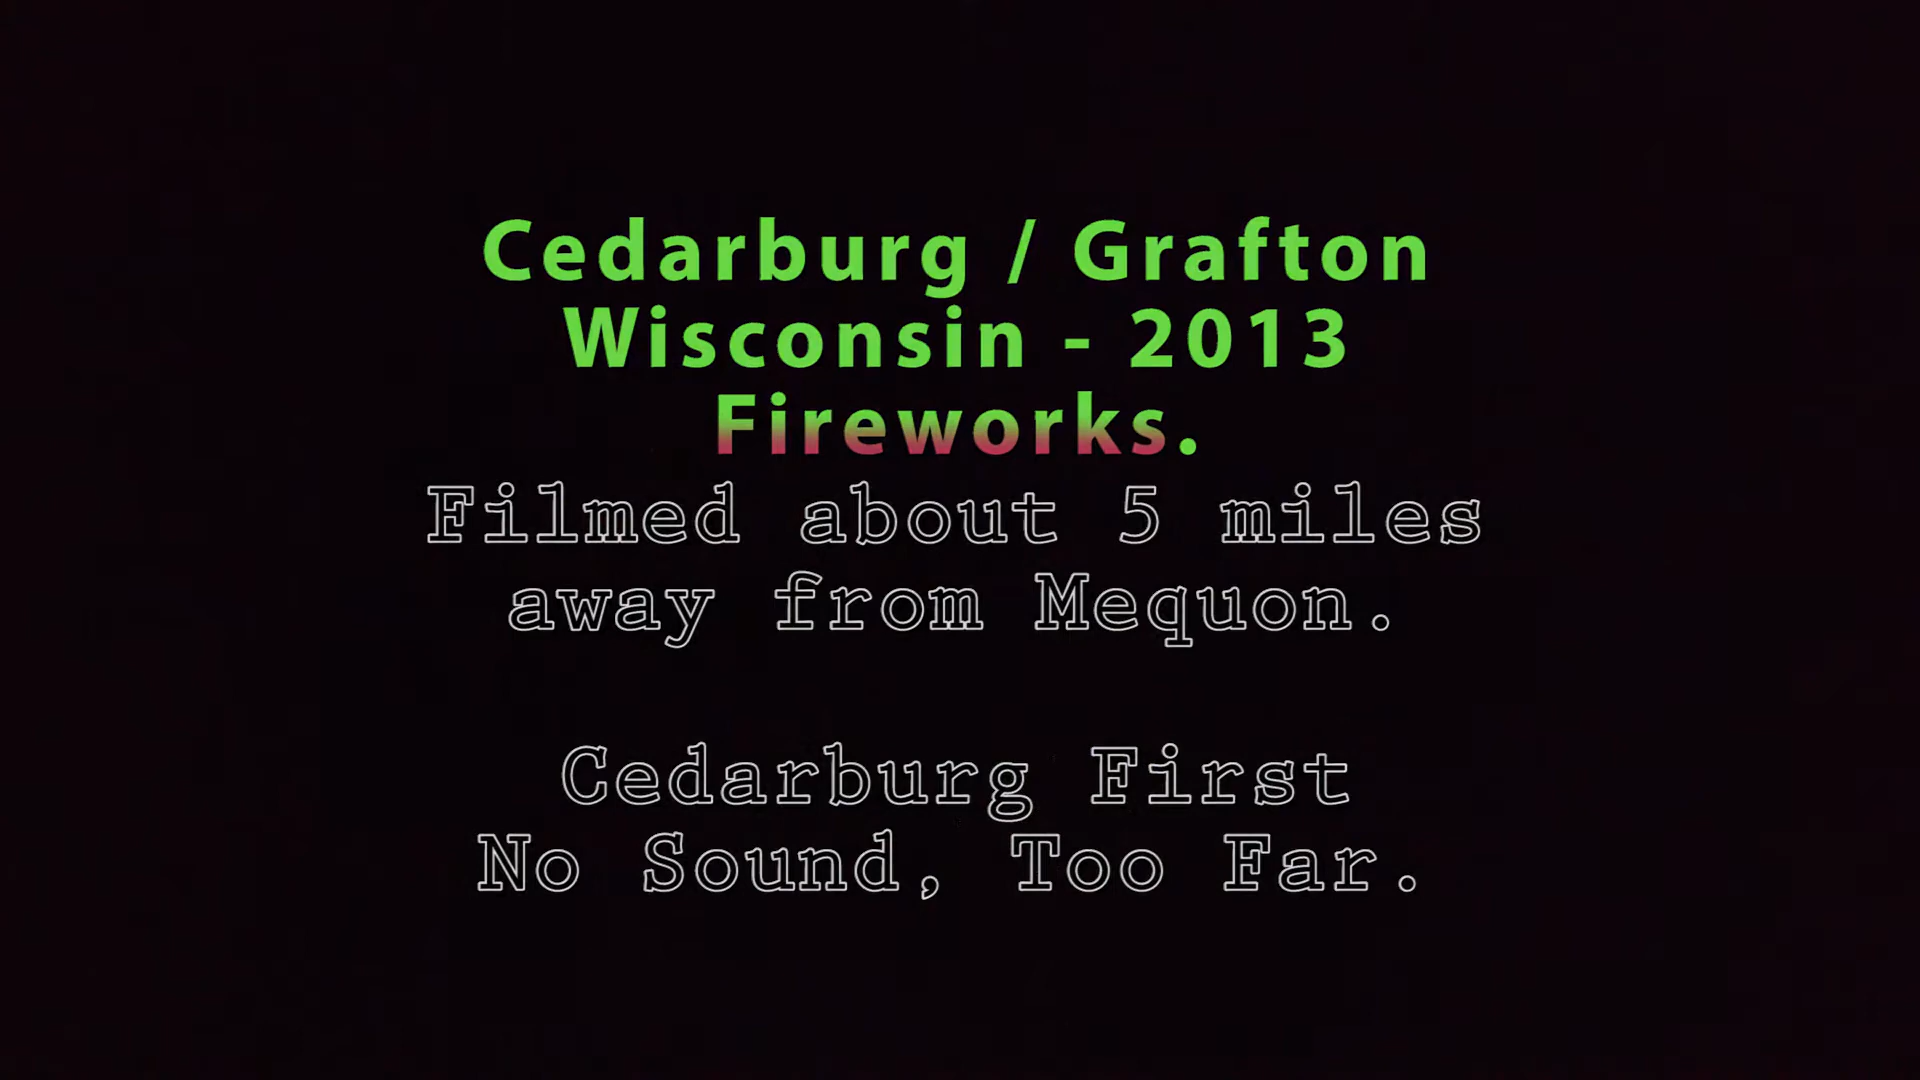 Cedarburg / Grafton
Wisconsin - 2013
Fireworks.
Filmed about 5 miles
away from Mequon.
Cedarburg First
No Sound, Too Far.